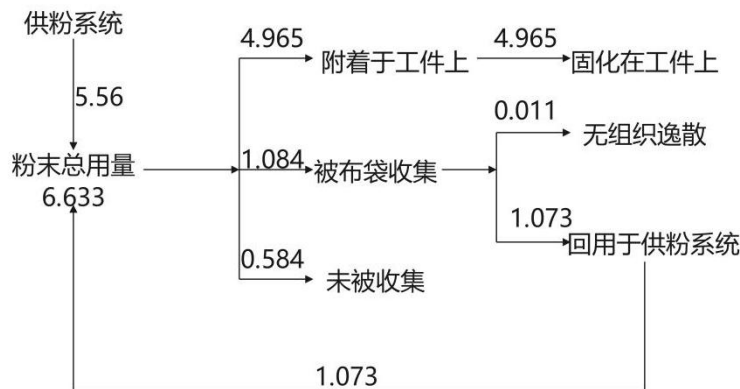 供粉系统
5.56
粉末总用量
6.633
4.965
附着于工件上
4.965
固化在工件上
1.084
被布袋收集
0.011
无组织逸散
1.073
回用于供粉系统
0.584
未被收集
1.073